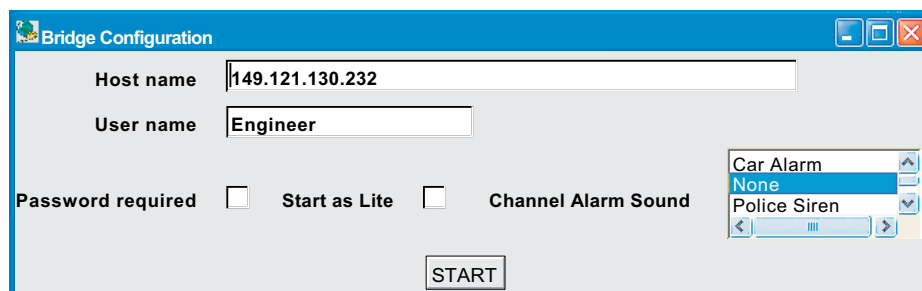 Bridge Configuration
Host name 149.121.130.232
User name Engineer
Car Alarm
None
Police Siren
Password required Start as Lite Channel Alarm Sound
START